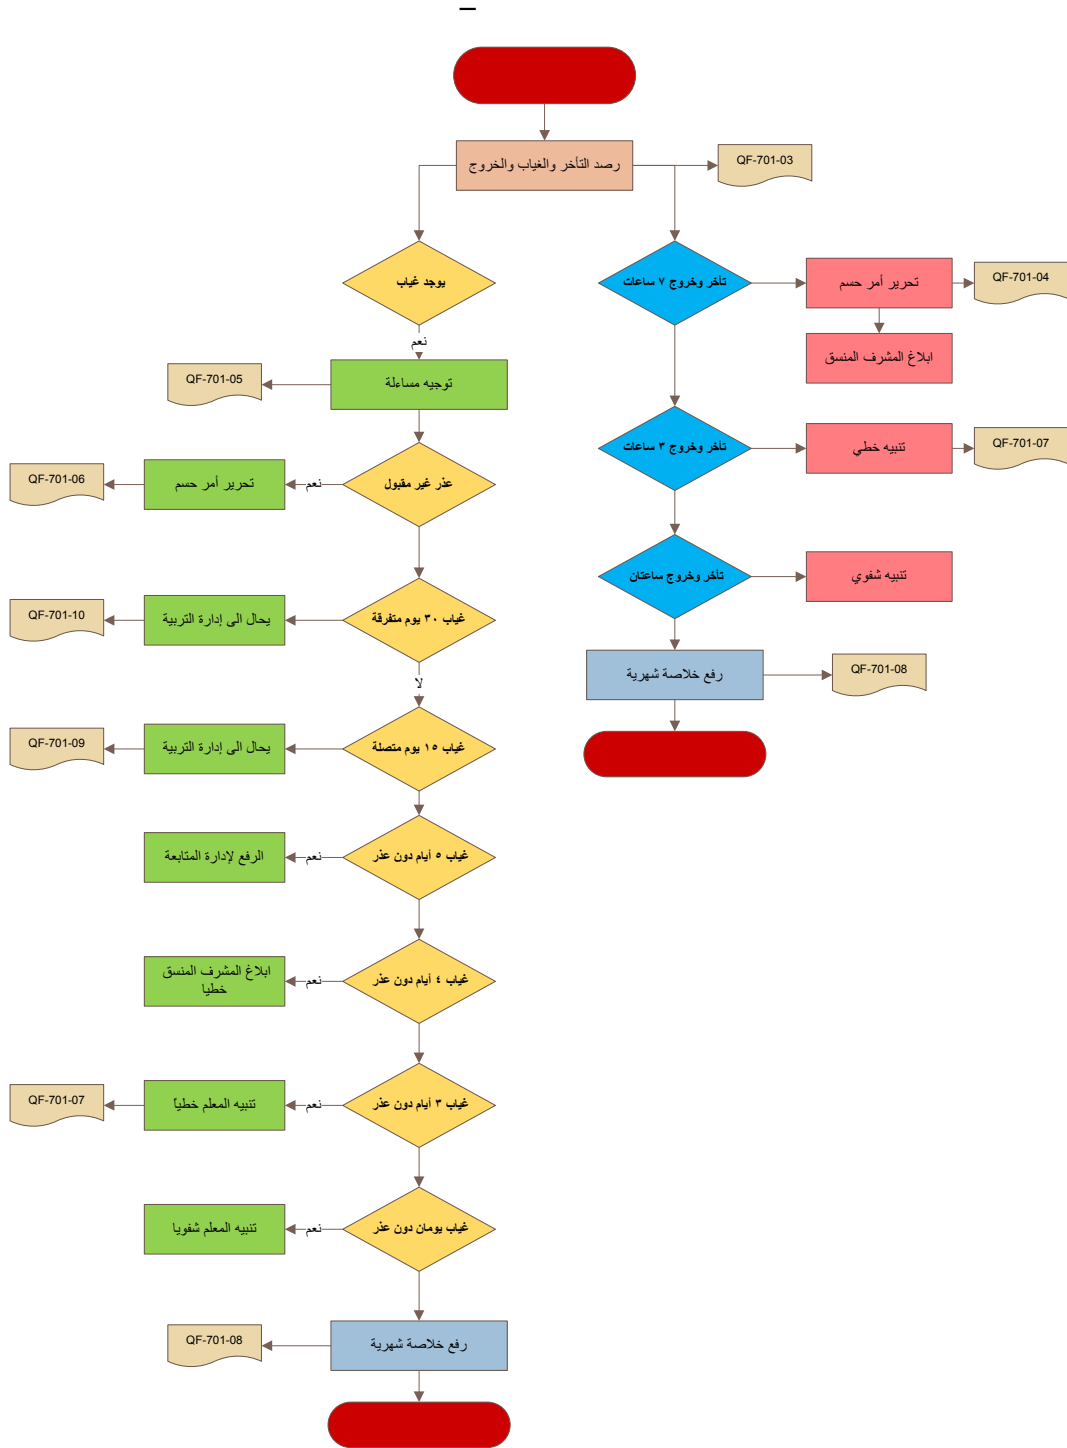 رصد التأخر والغياب والخروج
QF-701-03
يوجد غياب
نعم
توجيه مساءلة
QF-701-05
عذر غير مقبول
نعم
تحرير أمر حسم
QF-701-06
غياب ٣٠ يوم متفرقة
يحال الى إدارة التربية
QF-701-10
لا
غياب ١٥ يوم متصلة
يحال الى إدارة التربية
QF-701-09
غياب ٥ أيام دون عذر
نعم
الرفع لإدارة المتابعة
غياب ٤ أيام دون عذر
نعم
ابلاغ المشرف المنسق
خطيا
غياب ٣ أيام دون عذر
نعم
تنبيه المعلم خطياً
QF-701-07
غياب يومان دون عذر
نعم
تنبيه المعلم شفويا
رفع خلاصة شهرية
QF-701-08
تأخر وخروج ٧ ساعات
تحرير أمر حسم
QF-701-04
ابلاغ المشرف المنسق
تأخر وخروج ٣ ساعات
تنبيه خطي
QF-701-07
تأخر وخروج ساعتان
تنبيه شفوي
رفع خلاصة شهرية
QF-701-08